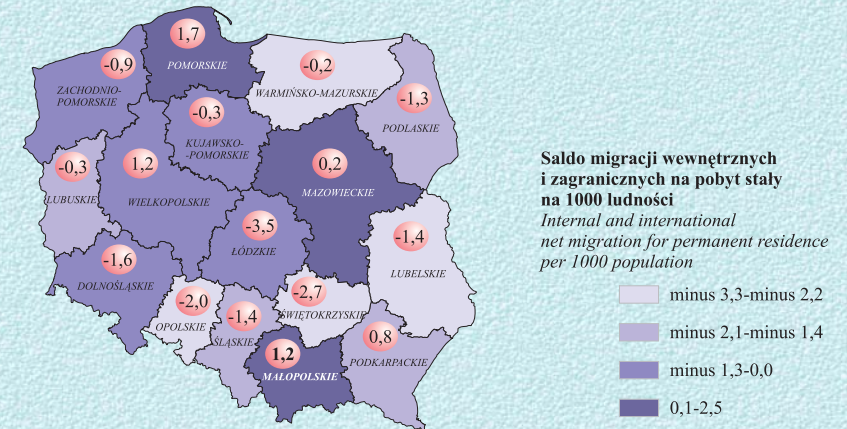 1,7
POMORSKIE
-0,9
ZACHODNIO-
POMORSKIE
-0,2
WARMIŃSKO-MAZURSKIE
-0,3
KUJAWSKO-
-POMORSKIE
-1,3
PODLASKIE
-0,3
LUBUSKIE
1,2
WIELKOPOLSKIE
0,2
MAZOWIECKIE
-3,5
ŁÓDZKIE
-1,4
LUBELSKIE
-1,6
DOLNOŚLĄSKIE
-2,0
OPOLSKIE
-1,4
ŚLĄSKIE
-2,7
ŚWIĘTOKRZYSKIE
1,2
MAŁOPOLSKIE
0,8
PODKARPACKIE
Saldo migracji wewnętrznych
i zagranicznych na pobyt stały
na 1000 ludności
Internal and international
net migration for permanent residence
per 1000 population
minus 3,3-minus 2,2
minus 2,1-minus 1,4
minus 1,3-0,0
0,1-2,5